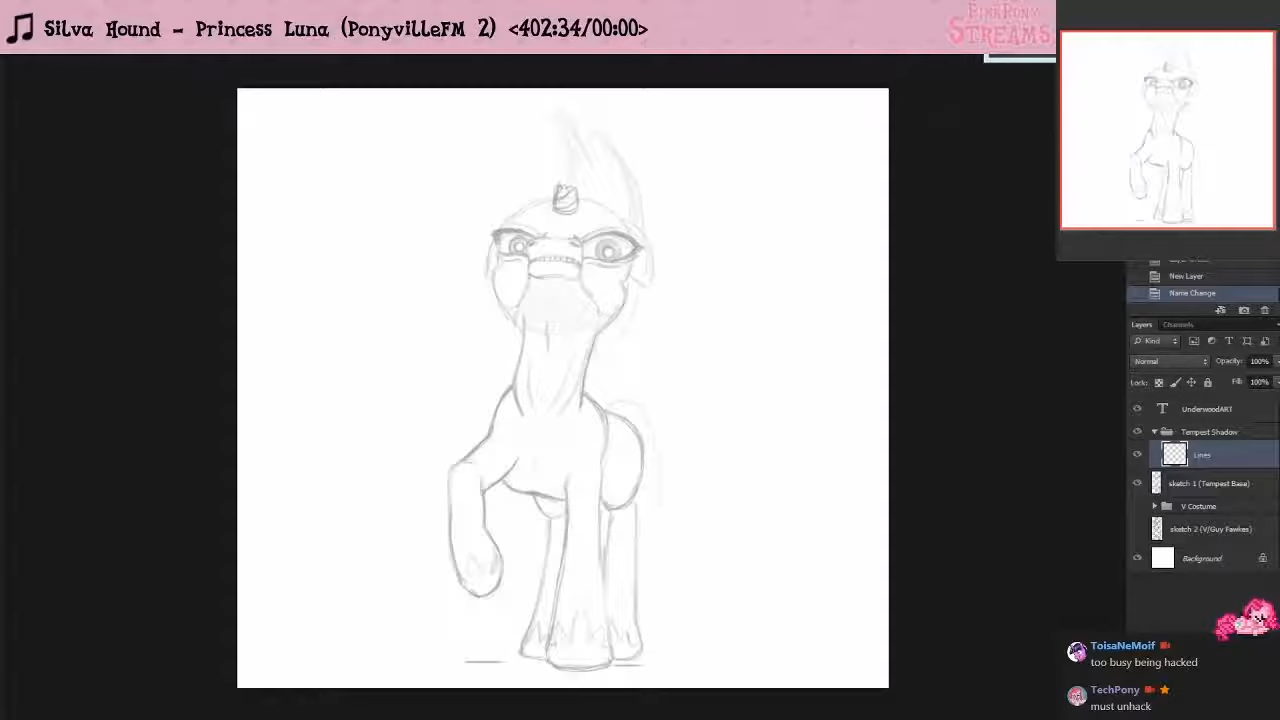 Silva Hound - Princess Luna (PonyvilleFM 2) <402:34/00:00>
PINKPONY
STREAMS
New Layer
Name Change
Layers Channels
Kind
Normal Opacity: 100%
Lock: Fill: 100%
UnderwoodART
Tempest Shadow
Lines
sketch 1 (Tempest Base)
V Costume
sketch 2 (V/Guy Fawkes)
Background
ToisaNeMoif
too busy being hacked
TechPony
must unhack